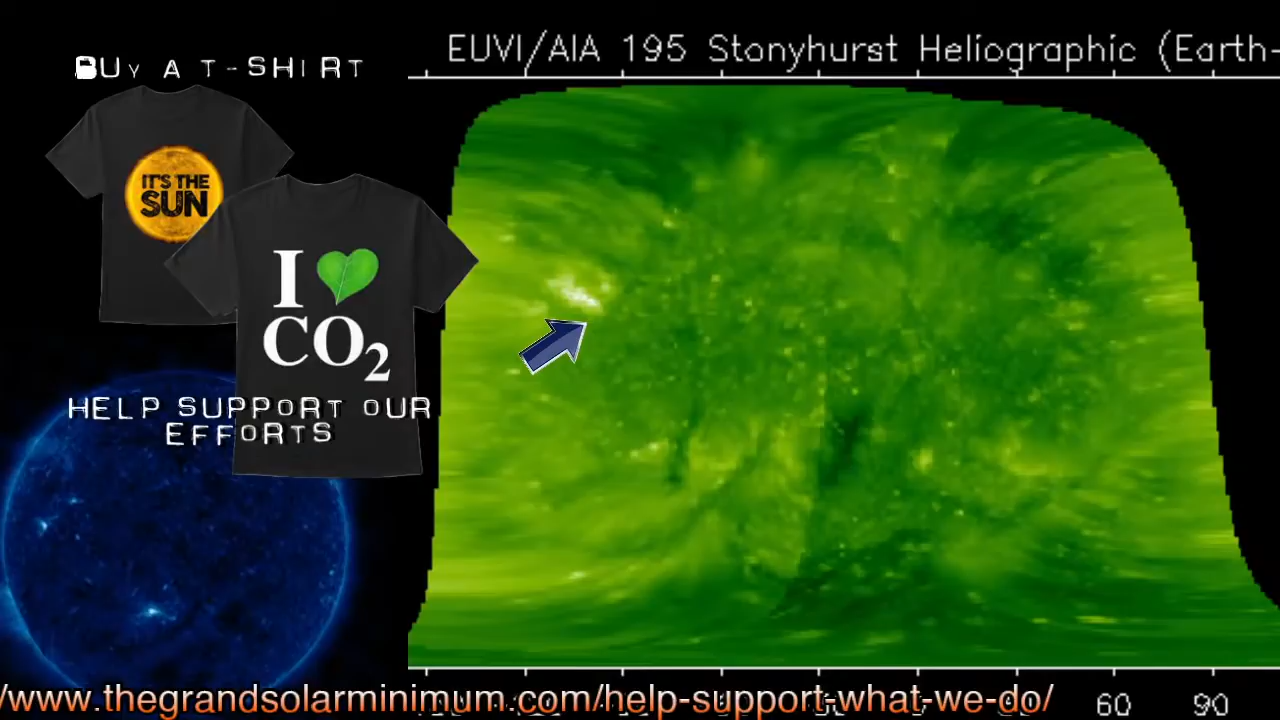 BUY A T-SHIRT
EUVI/AIA 195 Stonyhurst Heliographic (Earth-
IT'S THE
SUN
I
CO2
HELP SUPPORT OUR
EFFORTS
/www.thegrandsolarminimum.com/help-support-what-we-do/
60 90